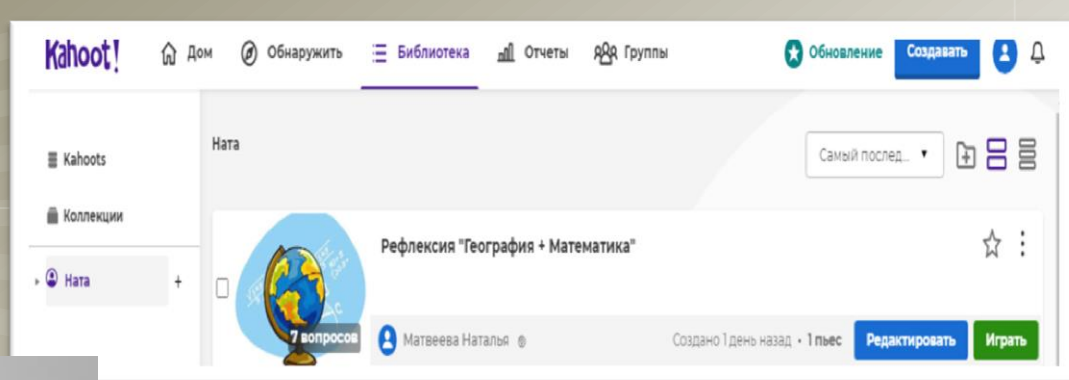 Kahoot! Дом Обнаружить Библиотека Отчеты Группы Обновление Создавать
Kahoots
Коллекции
Ната +
Ната
Самый послед... ▼
Рефлексия "География + Математика"
7 вопросов
Матвеева Наталья
Создано 1 день назад • 1 пьес
Редактировать
Играть